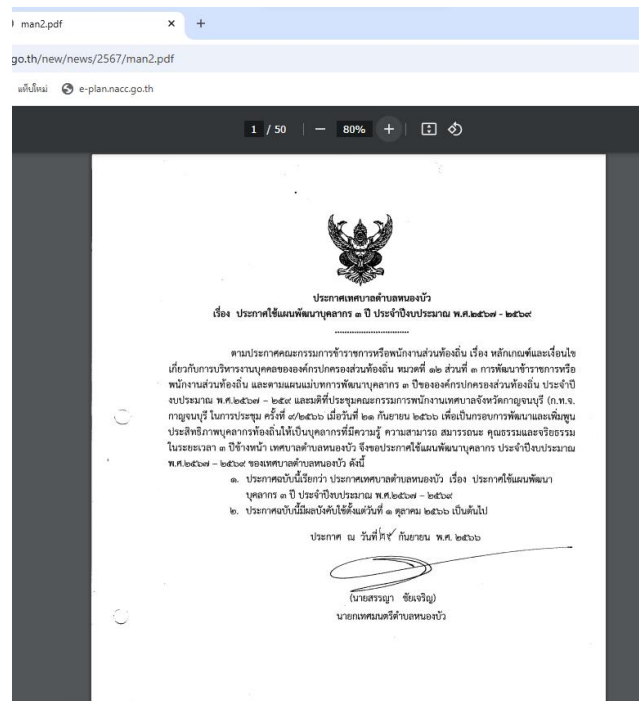 man2.pdf
go.th/new/news/2567/man2.pdf
แท็บใหม่ e-plan.nacc.go.th
1 / 50 80%
ประกาศเทศบาลตำบลหนองบัว
เรื่อง ประกาศใช้แผนพัฒนาบุคลากร ๓ ปี ประจำปีงบประมาณ พ.ศ.๒๕๖๗ - ๒๕๖๙
ตามประกาศคณะกรรมการข้าราชการหรือพนักงานส่วนท้องถิ่น เรื่อง หลักเกณฑ์และเงื่อนไข
เกี่ยวกับการบริหารงานบุคคลขององค์กรปกครองส่วนท้องถิ่น หมวดที่ ๑๒ ส่วนที่ ๓ การพัฒนาข้าราชการหรือ
พนักงานส่วนท้องถิ่น และตามแผนแม่บทการพัฒนาบุคลากร ๓ ปีขององค์กรปกครองส่วนท้องถิ่น ประจำปี
งบประมาณ พ.ศ.๒๕๖๗ – ๒๕๖๙ และมติที่ประชุมคณะกรรมการพนักงานเทศบาลจังหวัดกาญจนบุรี (ก.ท.จ.
กาญจนบุรี ในการประชุม ครั้งที่ ๙/๒๕๖๖ เมื่อวันที่ ๒๑ กันยายน ๒๕๖๖ เพื่อเป็นกรอบการพัฒนาและเพิ่มพูน
ประสิทธิภาพบุคลากรท้องถิ่นให้เป็นบุคลากรที่มีความรู้ ความสามารถ สมารรถนะ คุณธรรมและจริยธรรม
ในระยะเวลา ๓ ปีข้างหน้า เทศบาลตำบลหนองบัว จึงขอประกาศใช้แผนพัฒนาบุคลากร ประจำปีงบประมาณ
พ.ศ.๒๕๖๗ – ๒๕๖๙ ของเทศบาลตำบลหนองบัว ดังนี้
๑. ประกาศฉบับนี้เรียกว่า ประกาศเทศบาลตำบลหนองบัว เรื่อง ประกาศใช้แผนพัฒนา
บุคลากร ๓ ปี ประจำปีงบประมาณ พ.ศ.๒๕๖๗ – ๒๕๖๙
๒. ประกาศฉบับนี้มีผลบังคับใช้ตั้งแต่วันที่ ๑ ตุลาคม ๒๕๖๖ เป็นต้นไป
ประกาศ ณ วันที่ กันยายน พ.ศ. ๒๕๖๖
(นายสรรญา ชัยเจริญ)
นายกเทศมนตรีตำบลหนองบัว